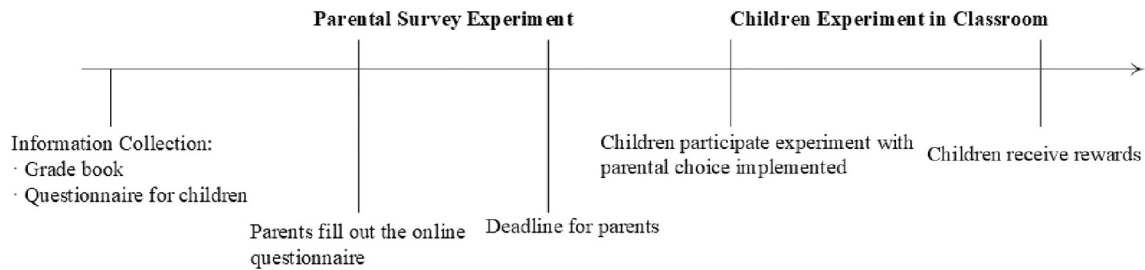 Parental Survey Experiment
Children Experiment in Classroom
Information Collection:
· Grade book
· Questionnaire for children
Parents fill out the online
questionnaire
Deadline for parents
Children participate experiment with
parental choice implemented
Children receive rewards